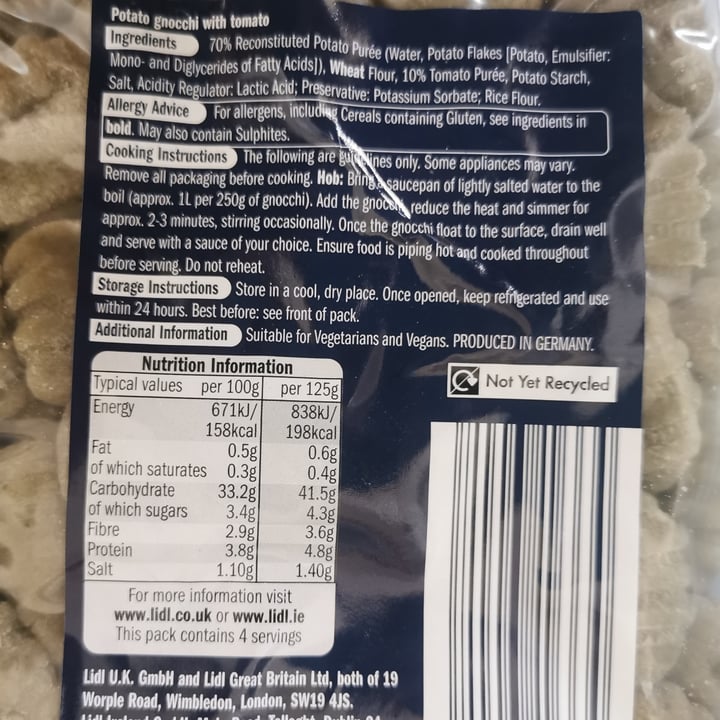 Potato gnocchi with tomato
Ingredients 70% Reconstituted Potato Purée (Water, Potato Flakes [Potato, Emulsifier:
Mono- and Diglycerides of Fatty Acids]), Wheat Flour, 10% Tomato Purée, Potato Starch,
Salt, Acidity Regulator: Lactic Acid; Preservative: Potassium Sorbate; Rice Flour.
Allergy Advice For allergens, including Cereals containing Gluten, see ingredients in
bold. May also contain Sulphites.
Cooking Instructions The following are guidelines only. Some appliances may vary.
Remove all packaging before cooking. Hob: Bring a saucepan of lightly salted water to the
boil (approx. 1L per 250g of gnocchi). Add the gnocchi, reduce the heat and simmer for
approx. 2-3 minutes, stirring occasionally. Once the gnocchi float to the surface, drain well
and serve with a sauce of your choice. Ensure food is piping hot and cooked throughout
before serving. Do not reheat.
Storage Instructions Store in a cool, dry place. Once opened, keep refrigerated and use
within 24 hours. Best before: see front of pack.
Additional Information Suitable for Vegetarians and Vegans. PRODUCED IN GERMANY.
Nutrition Information
Typical values per 100g per 125g
Energy 671kJ/ 838kJ/
158kcal 198kcal
Fat 0.5g 0.6g
of which saturates 0.3g 0.4g
Carbohydrate 33.2g 41.5g
of which sugars 3.4g 4.3g
Fibre 2.9g 3.6g
Protein 3.8g 4.8g
Salt 1.10g 1.40g
For more information visit
www.lidl.co.uk or www.lidl.ie
This pack contains 4 servings
Not Yet Recycled
Lidl U.K. GmbH and Lidl Great Britain Ltd, both of 19
Worple Road, Wimbledon, London, SW19 4JS.